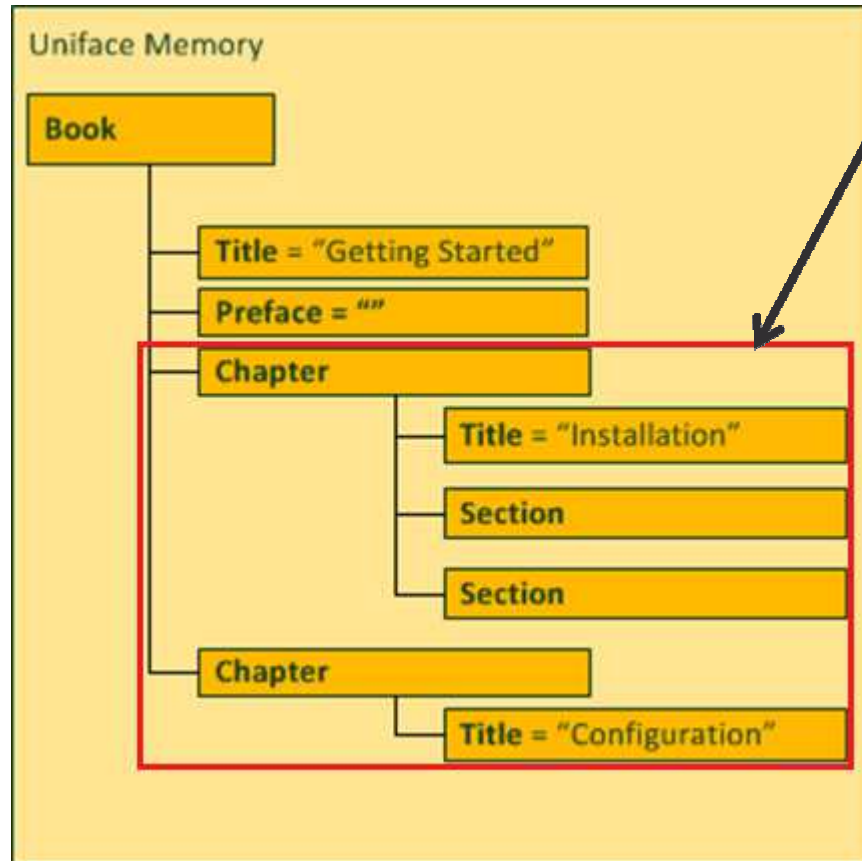 Uniface Memory
Book
Title = “Getting Started”
Preface = “”
Chapter
Title = “Installation”
Section
Section
Chapter
Title = “Configuration”